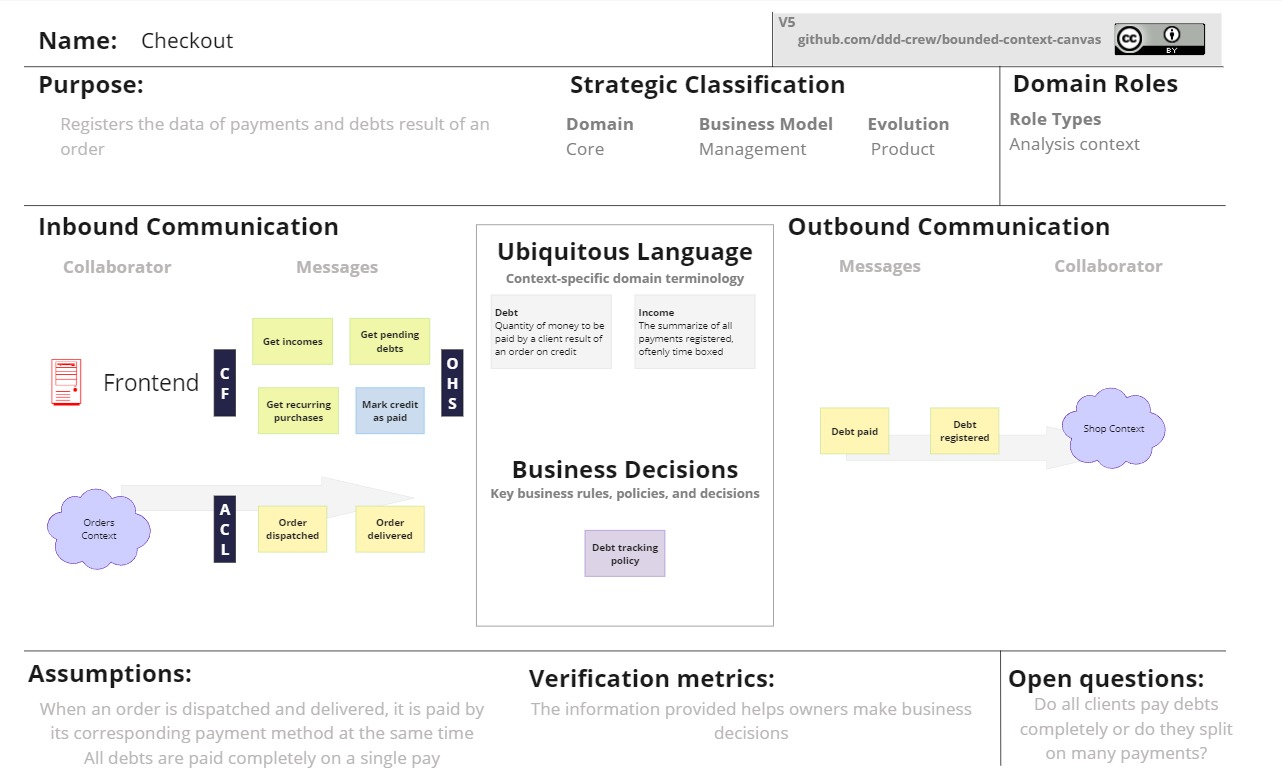 Name: Checkout
V5
github.com/ddd-crew/bounded-context-canvas
cc
BY
Purpose:
Registers the data of payments and debts result of an
order
Strategic Classification
Domain
Core
Business Model
Management
Evolution
Product
Domain Roles
Role Types
Analysis context
Inbound Communication
Collaborator
Messages
Frontend
C
F
Get incomes
Get pending
debts
Get recurring
purchases
Mark credit
as paid
O
H
S
Orders
Context
A
C
L
Order
dispatched
Order
delivered
Ubiquitous Language
Context-specific domain terminology
Debt
Quantity of money to be
paid by a client result of
an order on credit
Income
The summarize of all
payments registered,
oftenly time boxed
Business Decisions
Key business rules, policies, and decisions
Debt tracking
policy
Outbound Communication
Messages
Collaborator
Debt paid
Debt
registered
Shop Context
Assumptions:
When an order is dispatched and delivered, it is paid by
its corresponding payment method at the same time
All debts are paid completely on a single pay
Verification metrics:
The information provided helps owners make business
decisions
Open questions:
Do all clients pay debts
completely or do they split
on many payments?